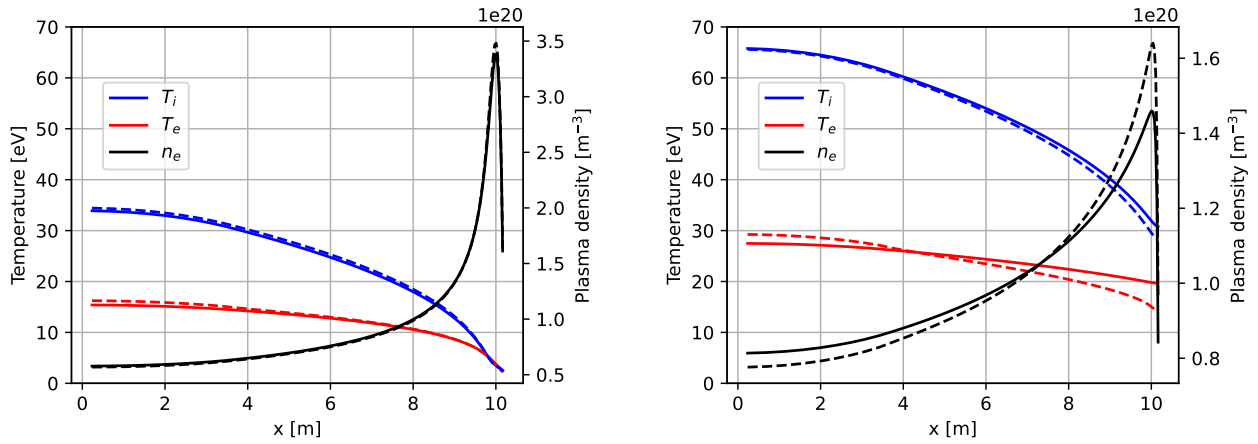 1e20
70
60
50
40
30
20
10
0
Temperature [eV]
T_i
T_e
n_e
3.5
3.0
2.5
2.0
1.5
1.0
0.5
Plasma density [m⁻³]
0 2 4 6 8 10
x [m]
1e20
70
60
50
40
30
20
10
0
Temperature [eV]
T_i
T_e
n_e
1.6
1.4
1.2
1.0
0.8
Plasma density [m⁻³]
0 2 4 6 8 10
x [m]